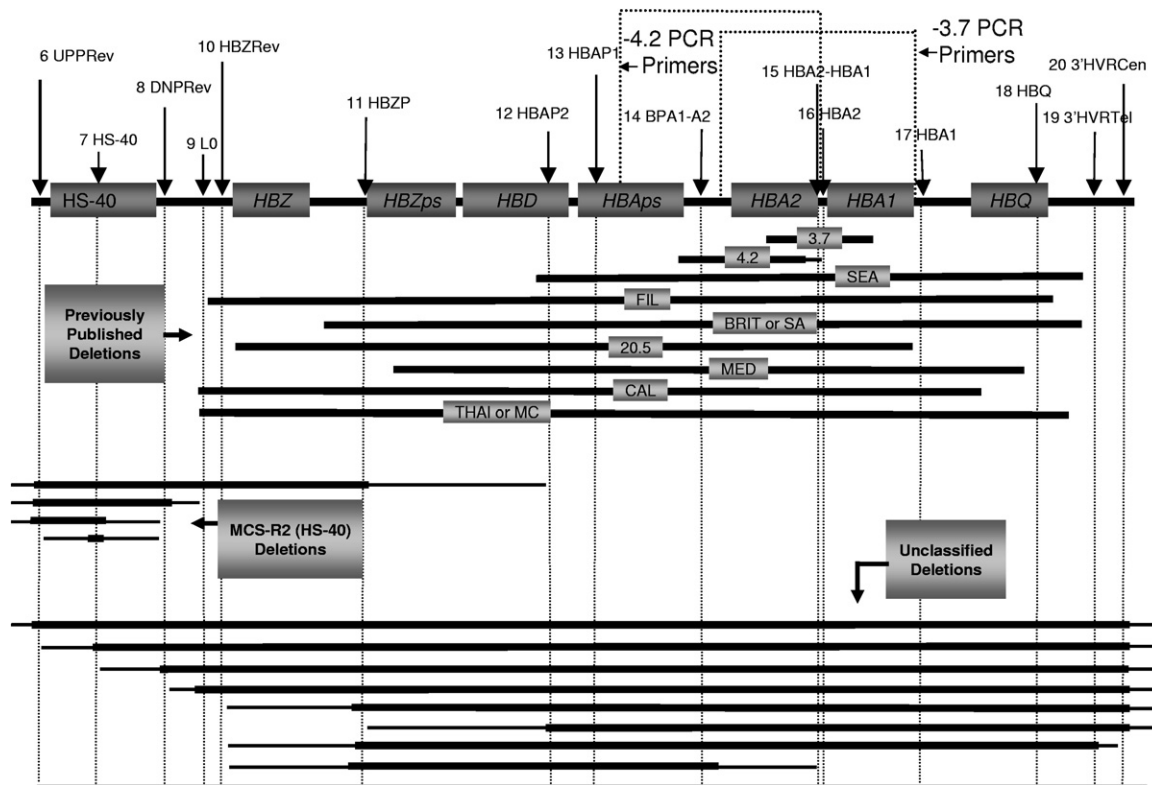 6 UPPRev
10 HBZRev
8 DNPRev
7 HS-40
9 L0
11 HBZP
12 HBAP2
13 HBAP1
-4.2 PCR
Primers
14 BPA1-A2
15 HBA2-HBA1
16 HBA2
-3.7 PCR
Primers
17 HBA1
18 HBQ
20 3'HVRCen
19 3'HVRTel
HS-40
HBZ
HBZps
HBD
HBAps
HBA2
HBA1
HBQ
3.7
4.2
SEA
FIL
BRIT or SA
20.5
MED
CAL
THAI or MC
Previously
Published
Deletions
MCS-R2 (HS-40)
Deletions
Unclassified
Deletions